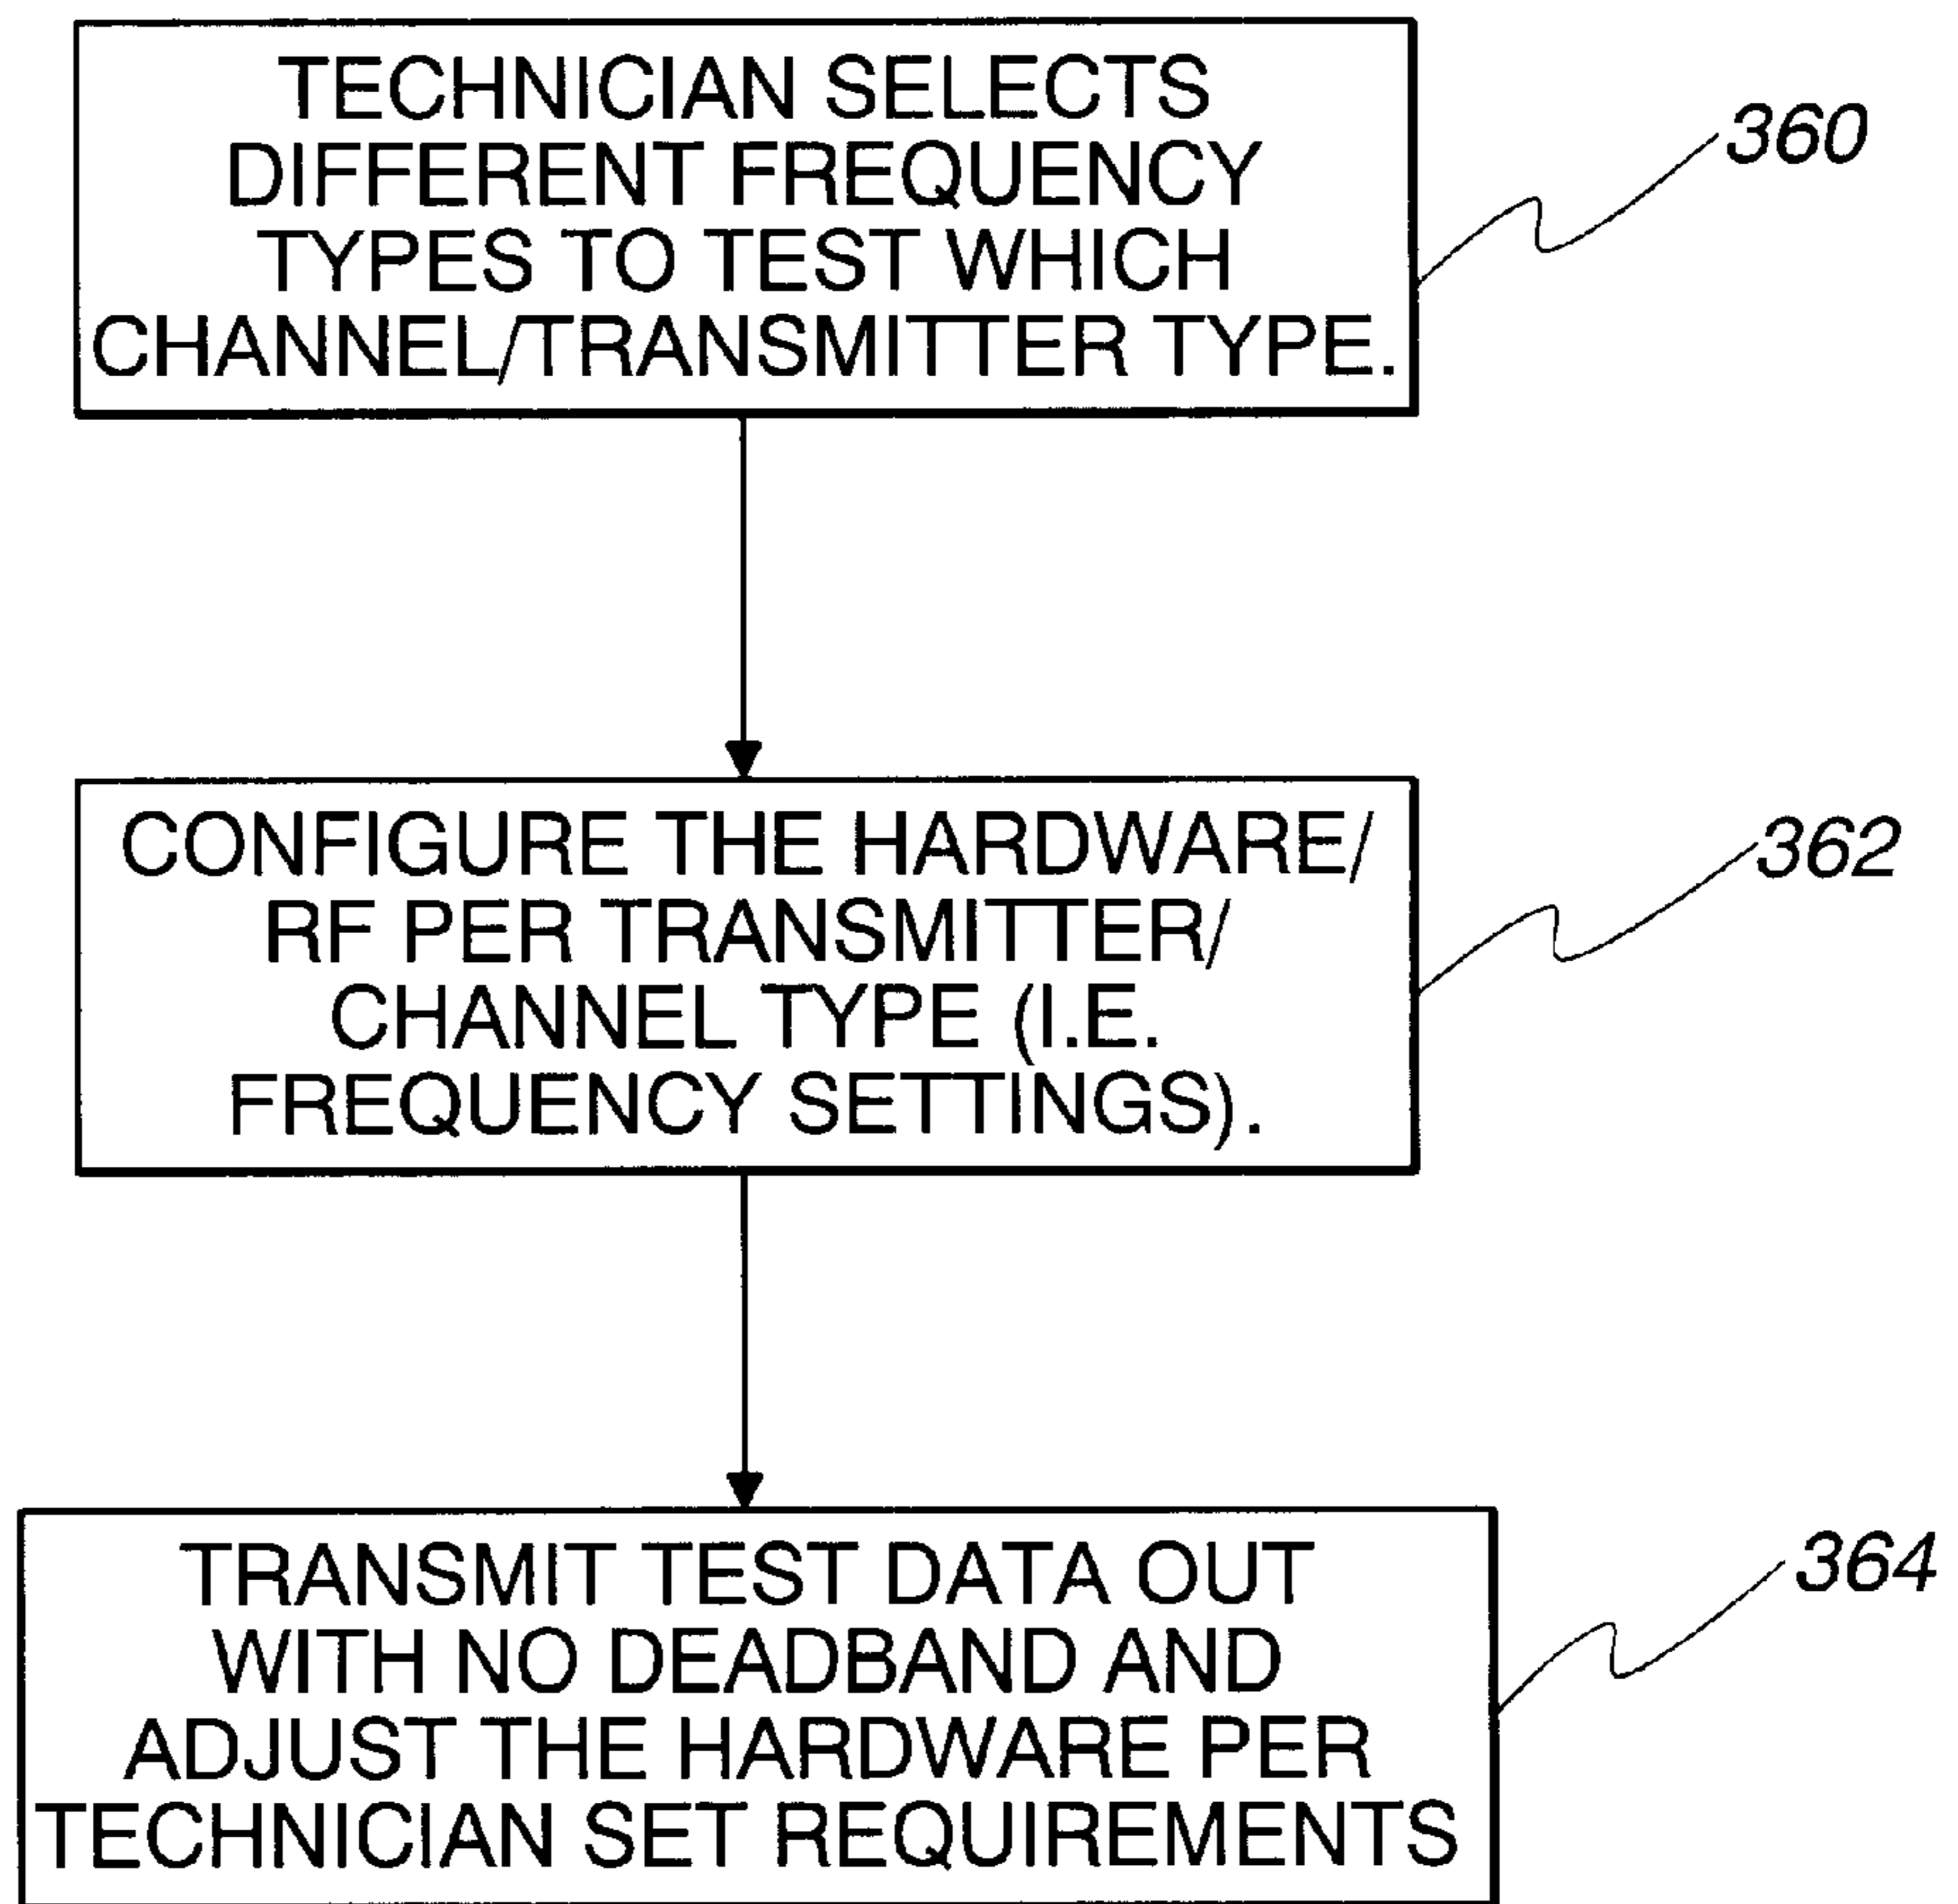 TECHNICIAN SELECTS
DIFFERENT FREQUENCY
TYPES TO TEST WHICH
CHANNEL/TRANSMITTER TYPE.
360
CONFIGURE THE HARDWARE/
RF PER TRANSMITTER/
CHANNEL TYPE (I.E.
FREQUENCY SETTINGS).
362
TRANSMIT TEST DATA OUT
WITH NO DEADBAND AND
ADJUST THE HARDWARE PER
TECHNICIAN SET REQUIREMENTS
364